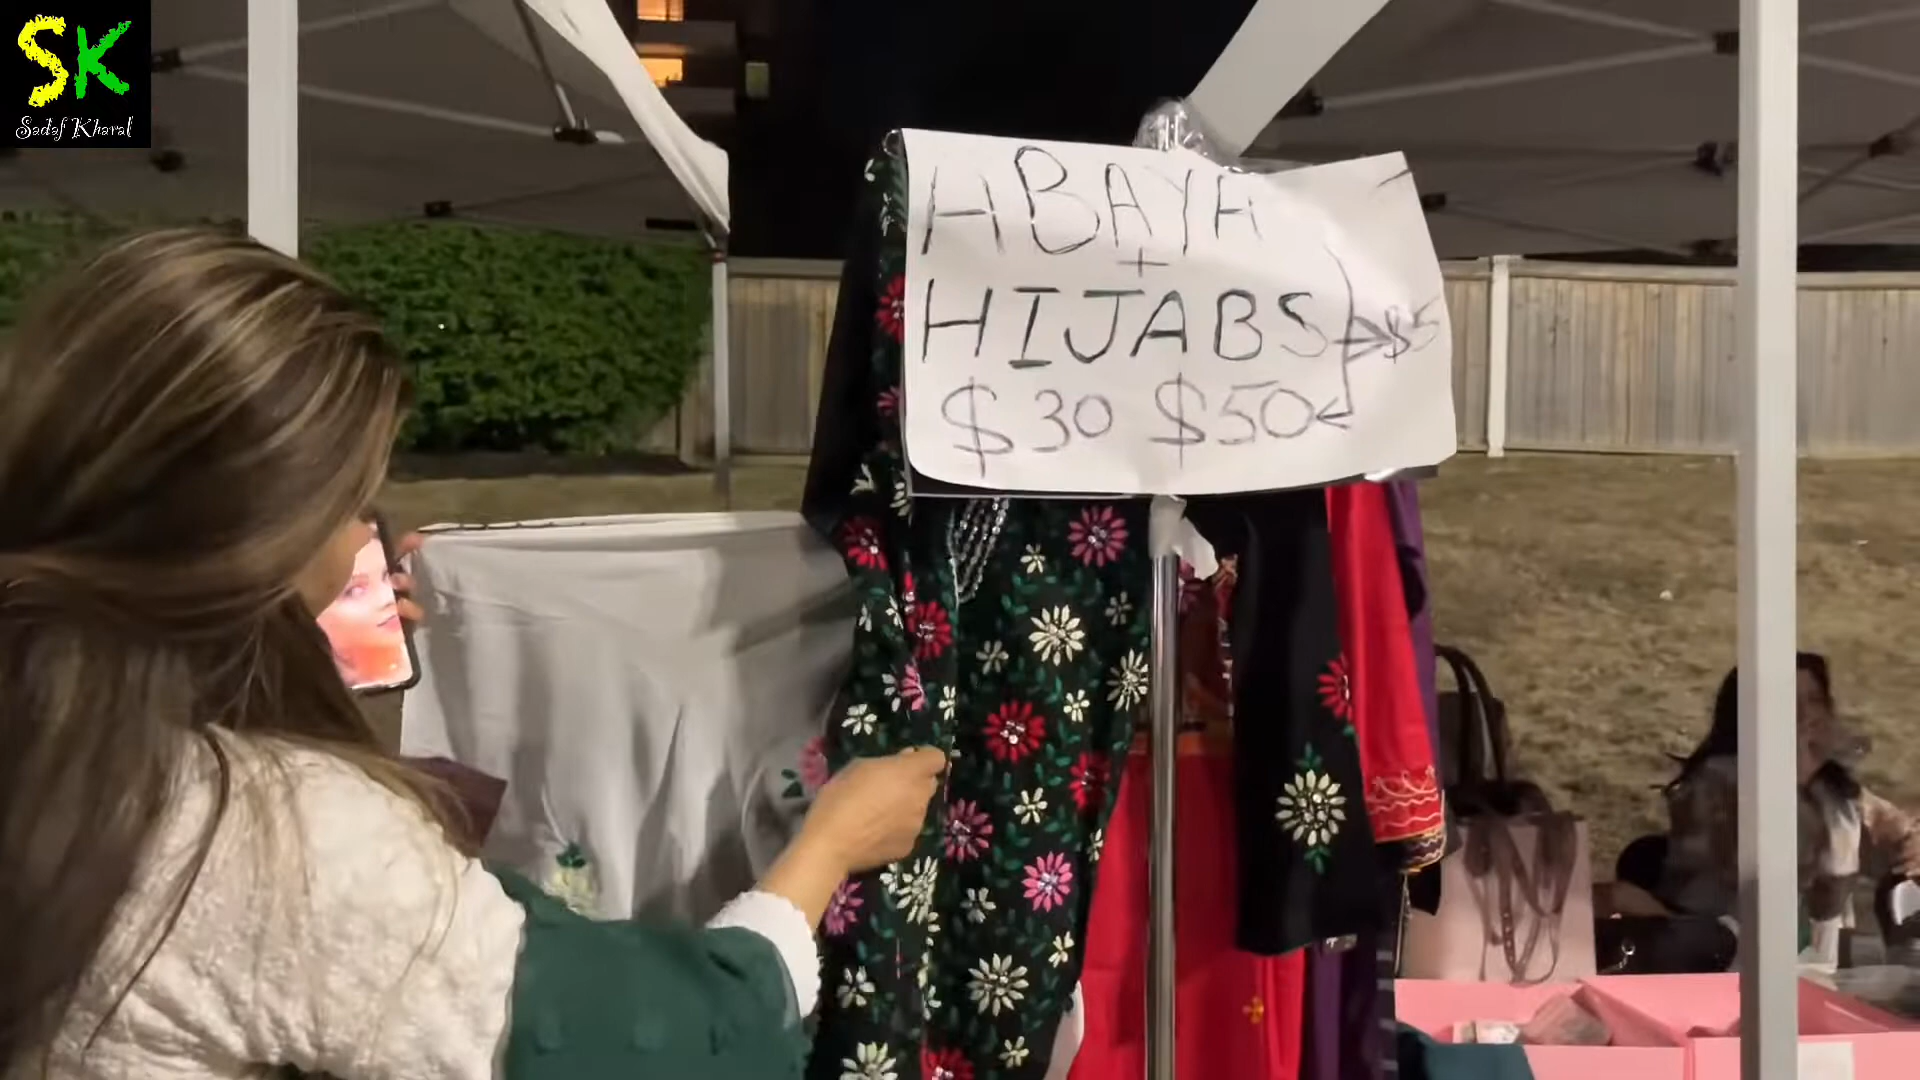 SK
Sadaf Kharal
ABAYA
+
HIJABS → $5
$30 $50